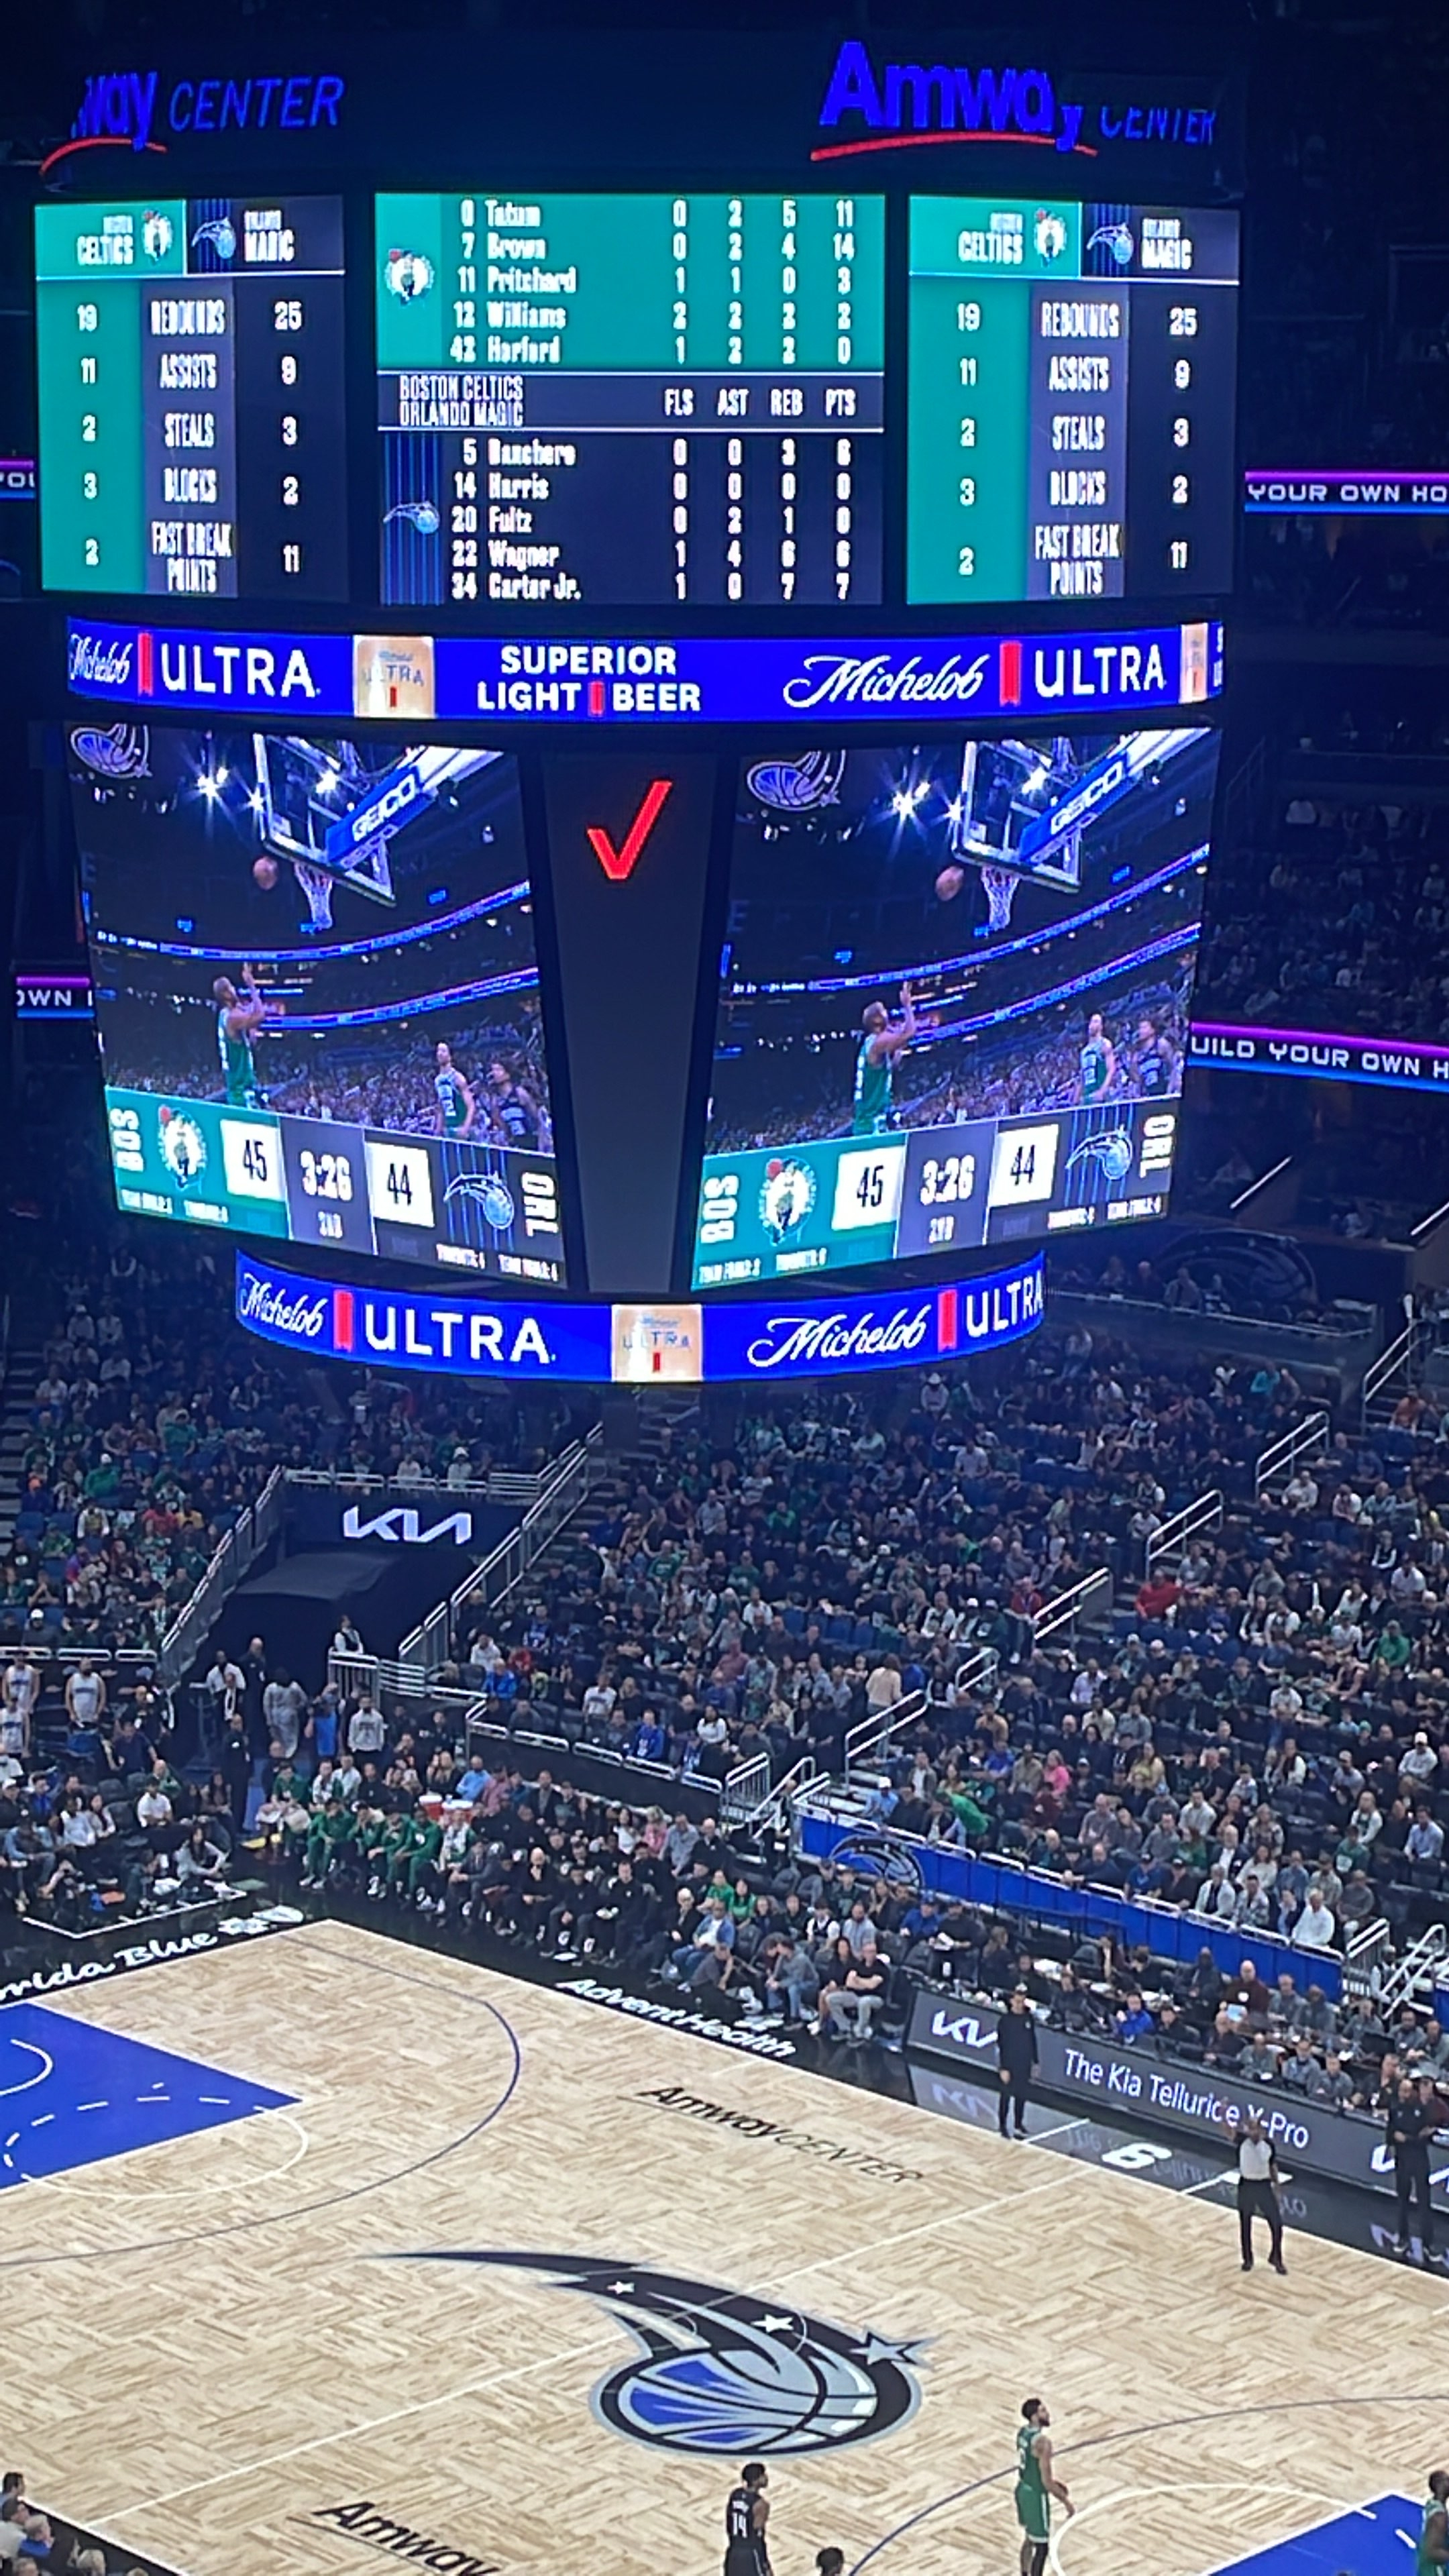 way CENTER
Amway CENTER
BOSTON CELTICS
ORLANDO MAGIC
19 REBOUNDS 25
11 ASSISTS 9
2 STEALS 3
3 BLOCKS 2
2 FAST BREAK POINTS 11
0 Tatum 0 2 5 11
7 Brown 0 2 4 14
11 Pritchard 1 1 0 3
12 Williams 2 2 2 2
42 Horford 1 2 2 0
BOSTON CELTICS
ORLANDO MAGIC
FLS AST REB PTS
5 Banchero 0 0 3 6
14 Harris 0 0 0 0
20 Fultz 0 2 1 0
22 Wagner 1 4 6 6
34 Carter Jr. 1 0 7 7
CELTICS
MAGIC
19 REBOUNDS 25
11 ASSISTS 9
2 STEALS 3
3 BLOCKS 2
2 FAST BREAK POINTS 11
YOUR OWN HO
Michelob ULTRA
ULTRA
SUPERIOR
LIGHT BEER
Michelob ULTRA
GEICO
GEICO
OWN
UILD YOUR OWN H
BOS 45 3:26 2ND 44 ORL
BOS 45 3:26 2ND 44 ORL
Michelob ULTRA
ULTRA
Michelob ULTRA
KIA
rida Blue
AdventHealth
KIA
The Kia Telluride X-Pro
Amway CENTER
6
14
Amway